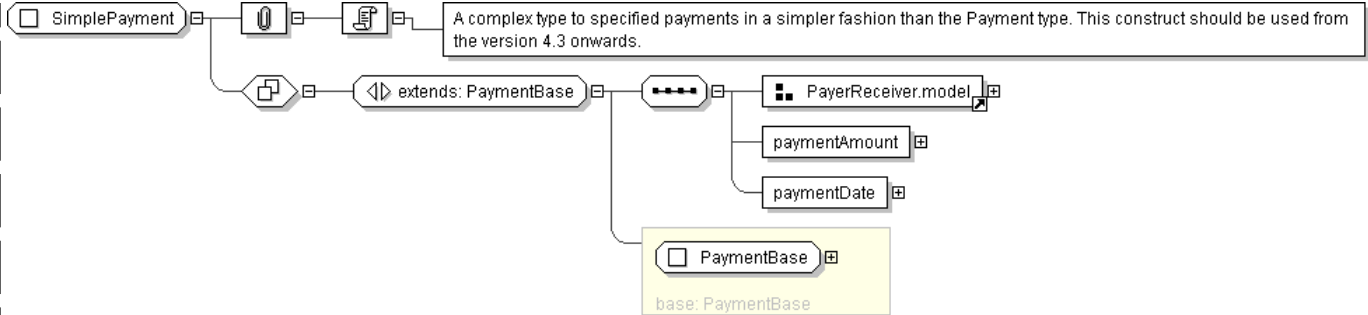 SimplePayment
A complex type to specified payments in a simpler fashion than the Payment type. This construct should be used from
the version 4.3 onwards.
extends: PaymentBase
PayerReceiver.model
paymentAmount
paymentDate
PaymentBase
base: PaymentBase